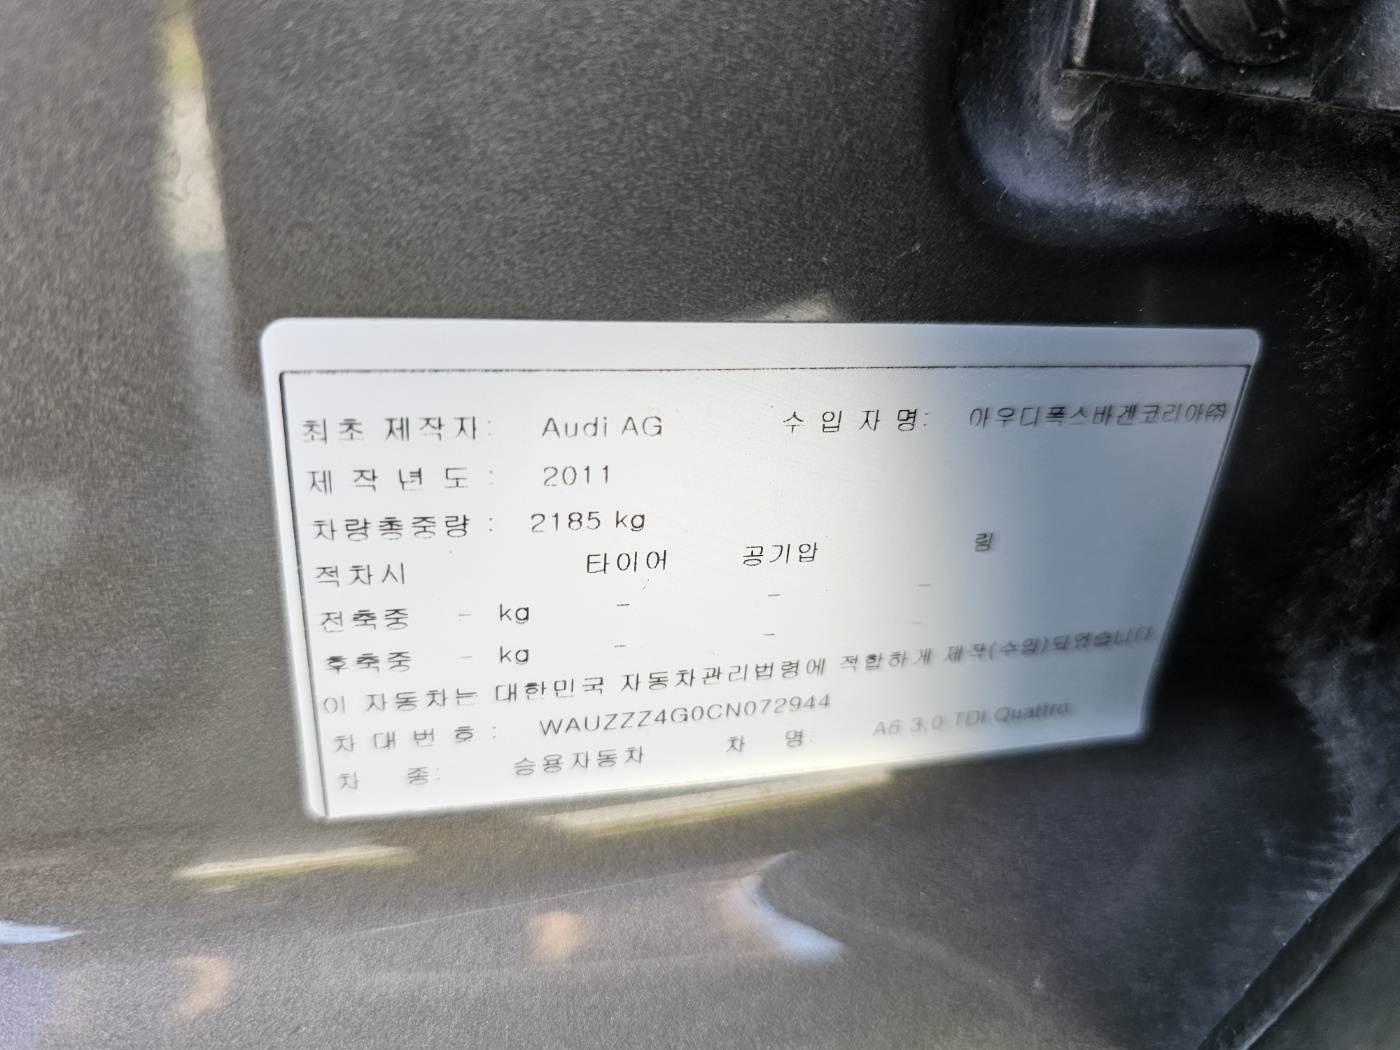 최초 제작자: Audi AG 수 입 자 명: 아우디폭스바겐코리아㈜
제 작 년 도 : 2011
차량총중량 : 2185 kg
적차시 타이어 공기압 림
전축중 - kg - - -
후축중 - kg - - -
이 자동차는 대한민국 자동차관리법령에 적합하게 제작(수입)되었습니다
차 대 번 호 : WAUZZZ4G0CN072944
차 종: 승용자동차 차 명: A6 3.0 TDI Quattro